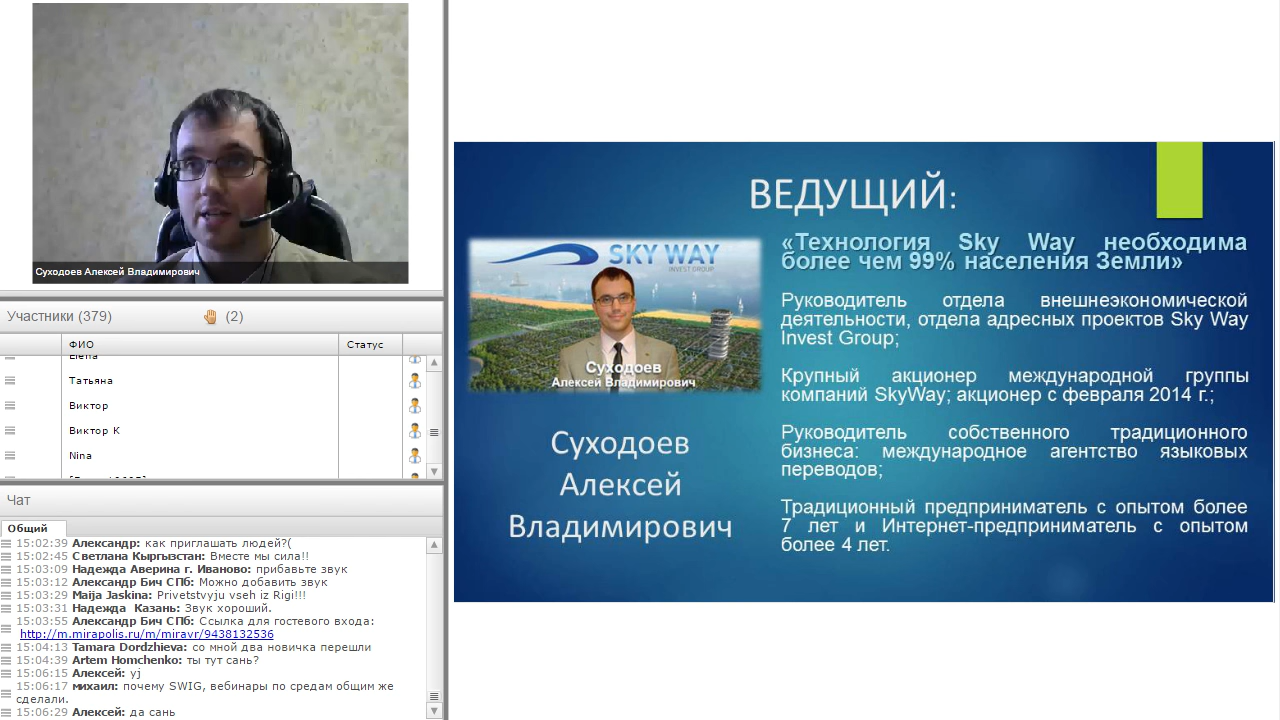 Суходоев Алексей Владимирович
Участники (379)
(2)
ФИО
Статус
Elena
Татьяна
Виктор
Виктор К
Nina
Чат
Общий
15:02:39 Александр: как приглашать людей?(
15:02:45 Светлана Кыргызстан: Вместе мы сила!!
15:03:09 Надежда Аверина г. Иваново: прибавьте звук
15:03:12 Александр Бич СПб: Можно добавить звук
15:03:29 Maija Jaskina: Privetstvyju vseh iz Rigi!!!
15:03:31 Надежда Казань: Звук хороший.
15:03:55 Александр Бич СПб: Ссылка для гостевого входа:
http://m.mirapolis.ru/m/miravr/9438132536
15:04:13 Tamara Dordzhieva: со мной два новичка перешли
15:04:39 Artem Homchenko: ты тут сань?
15:06:15 Алексей: yj
15:06:17 михаил: почему SWIG, вебинары по средам общим же
сделали.
15:06:29 Алексей: да сань
ВЕДУЩИЙ:
SKY WAY
INVEST GROUP
Суходоев
Алексей Владимирович
Суходоев
Алексей
Владимирович
«Технология Sky Way необходима
более чем 99% населения Земли»
Руководитель отдела внешнеэкономической
деятельности, отдела адресных проектов Sky Way
Invest Group;
Крупный акционер международной группы
компаний SkyWay; акционер с февраля 2014 г.;
Руководитель собственного традиционного
бизнеса: международное агентство языковых
переводов;
Традиционный предприниматель с опытом более
7 лет и Интернет-предприниматель с опытом
более 4 лет.